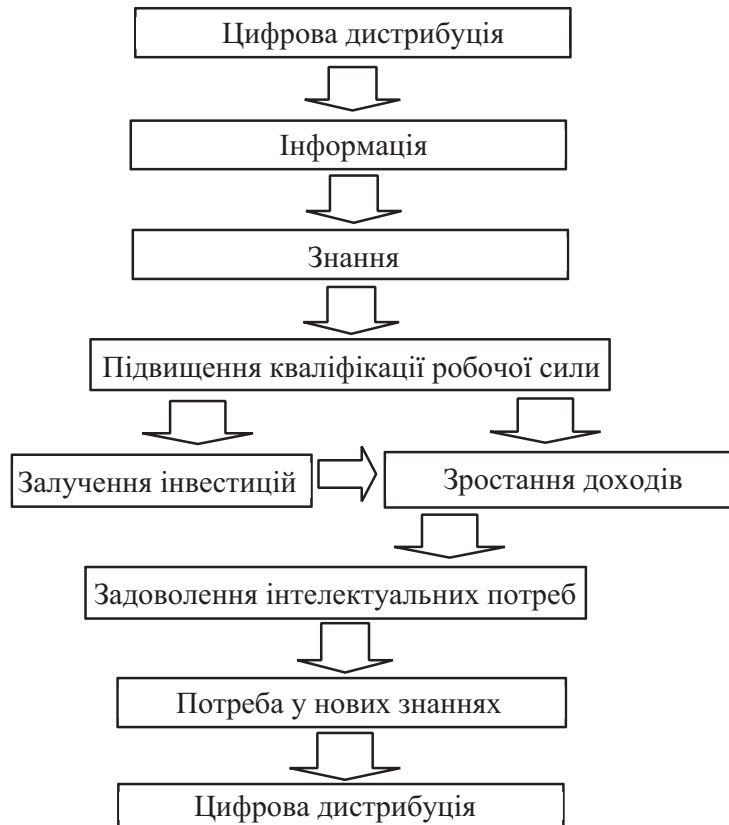 Цифрова дистрибуція
Інформація
Знання
Підвищення кваліфікації робочої сили
Залучення інвестицій
Зростання доходів
Задоволення інтелектуальних потреб
Потреба у нових знаннях
Цифрова дистрибуція